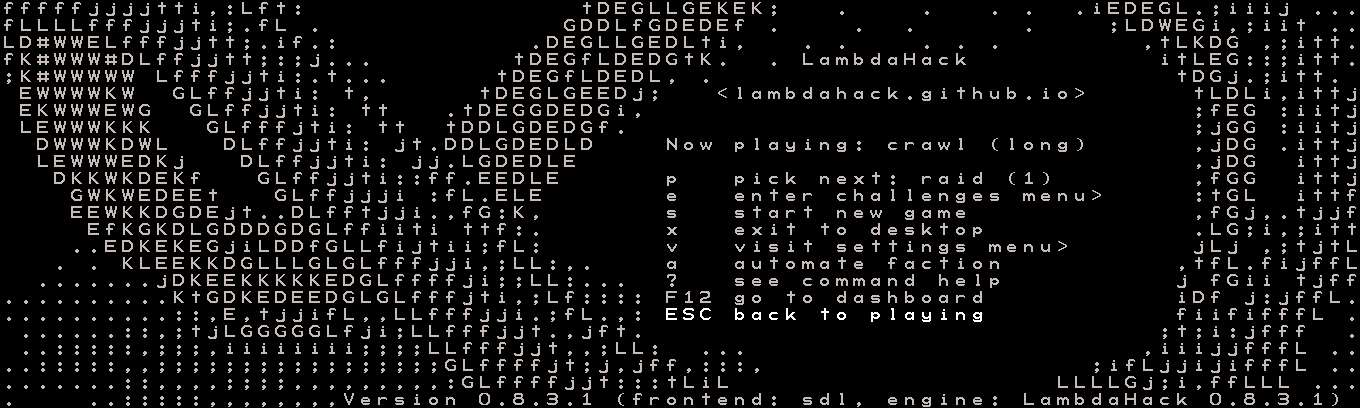 LambdaHack
<lambdahack.github.io>
Now playing: crawl (long)
p pick next: raid (1)
e enter challenges menu>
s start new game
x exit to desktop
v visit settings menu>
a automate faction
? see command help
F12 go to dashboard
ESC back to playing
Version 0.8.3.1 (frontend: sdl, engine: LambdaHack 0.8.3.1)